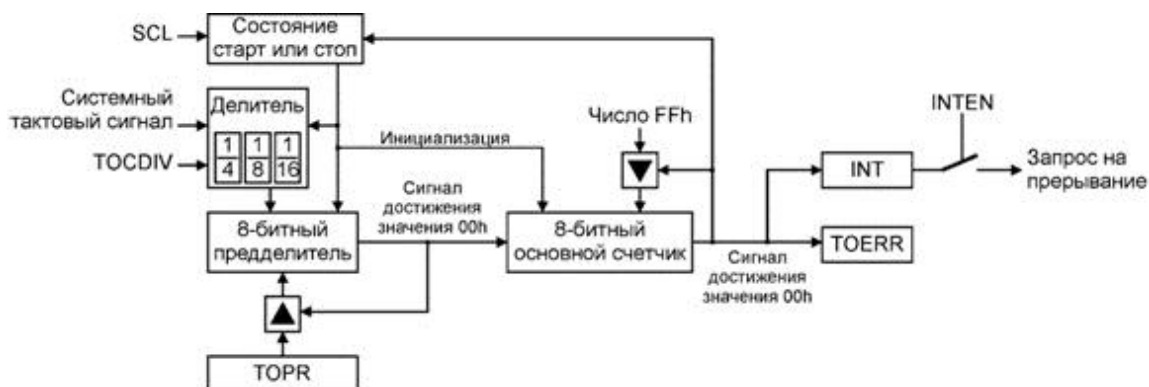 SCL
Состояние
старт или стоп
Системный
тактовый сигнал
TOCDIV
Делитель
1 1 1
4 8 16
Инициализация
Число FFh
INTEN
INT
Запрос на
прерывание
Сигнал
достижения
значения 00h
8-битный
предделитель
8-битный
основной счетчик
TOERR
Сигнал
достижения
значения 00h
TOPR